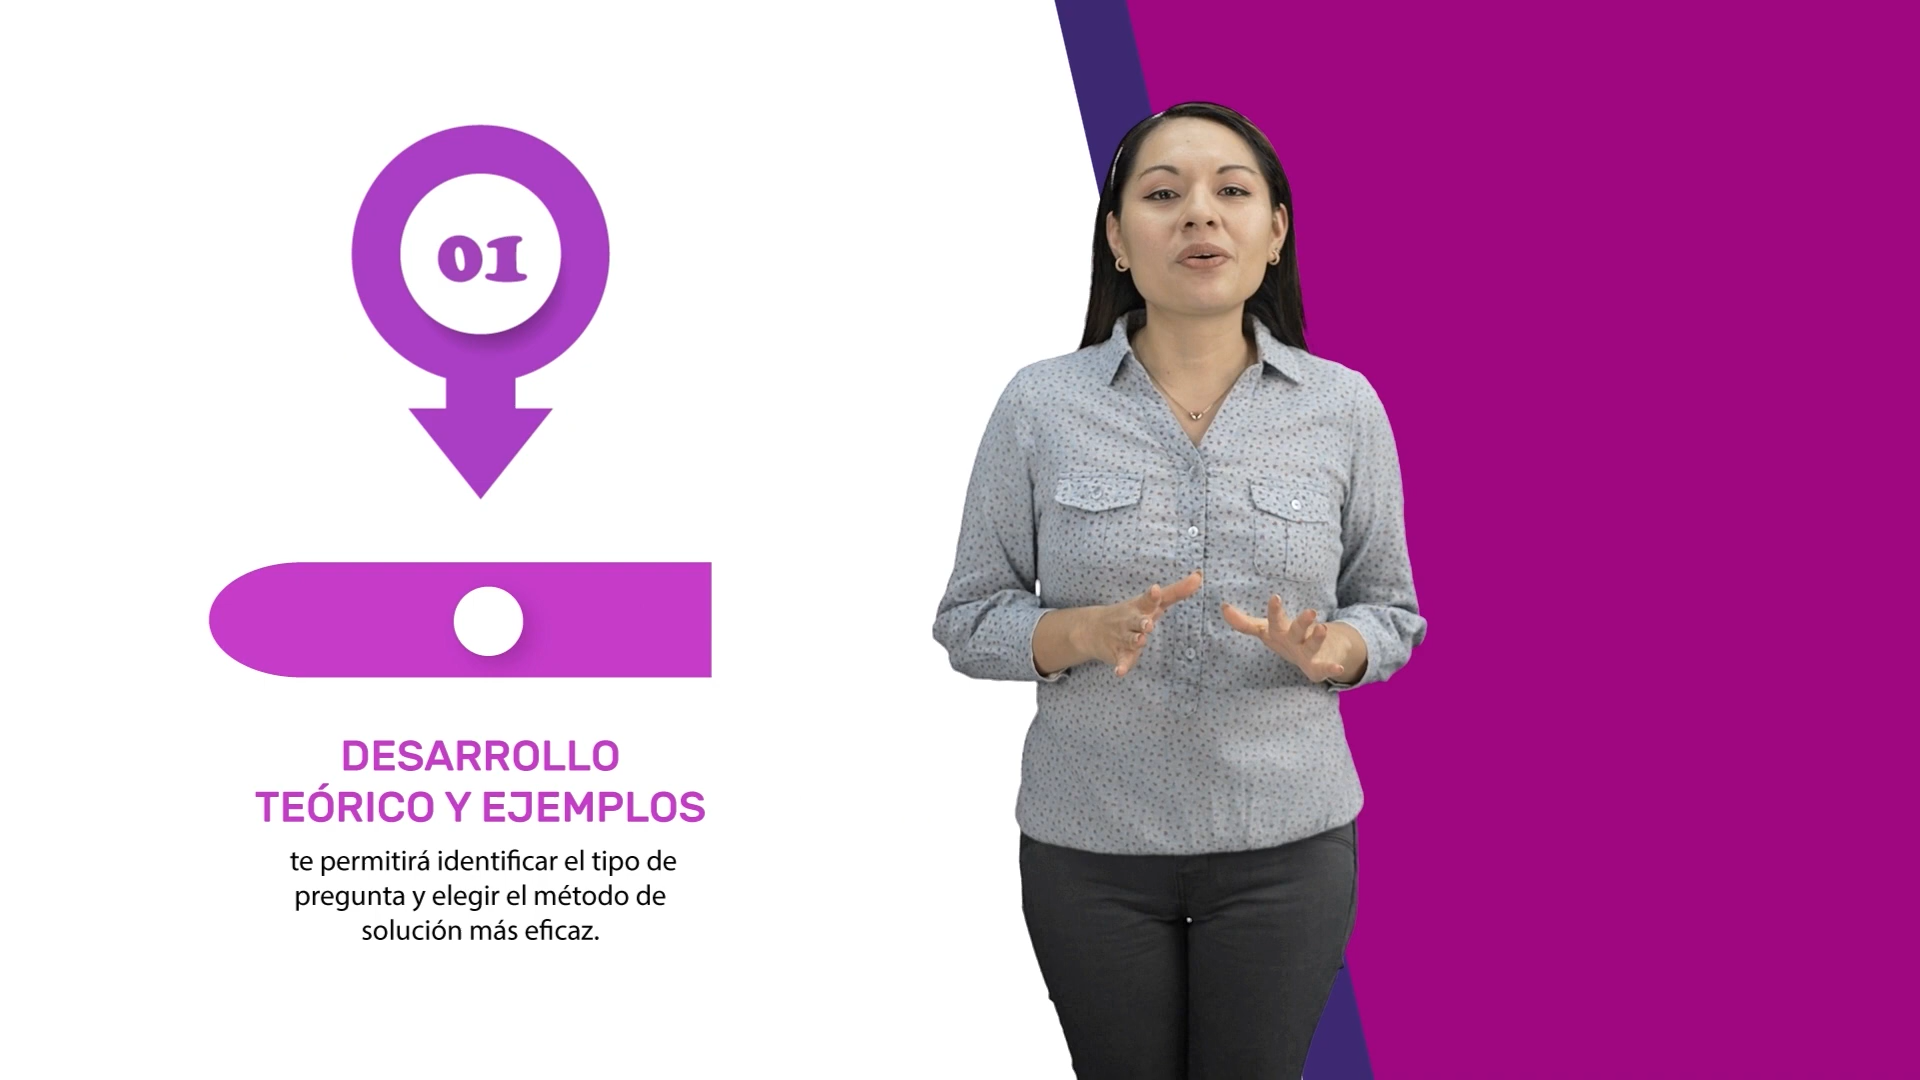 01
DESARROLLO
TEÓRICO Y EJEMPLOS
te permitirá identificar el tipo de
pregunta y elegir el método de
solución más eficaz.